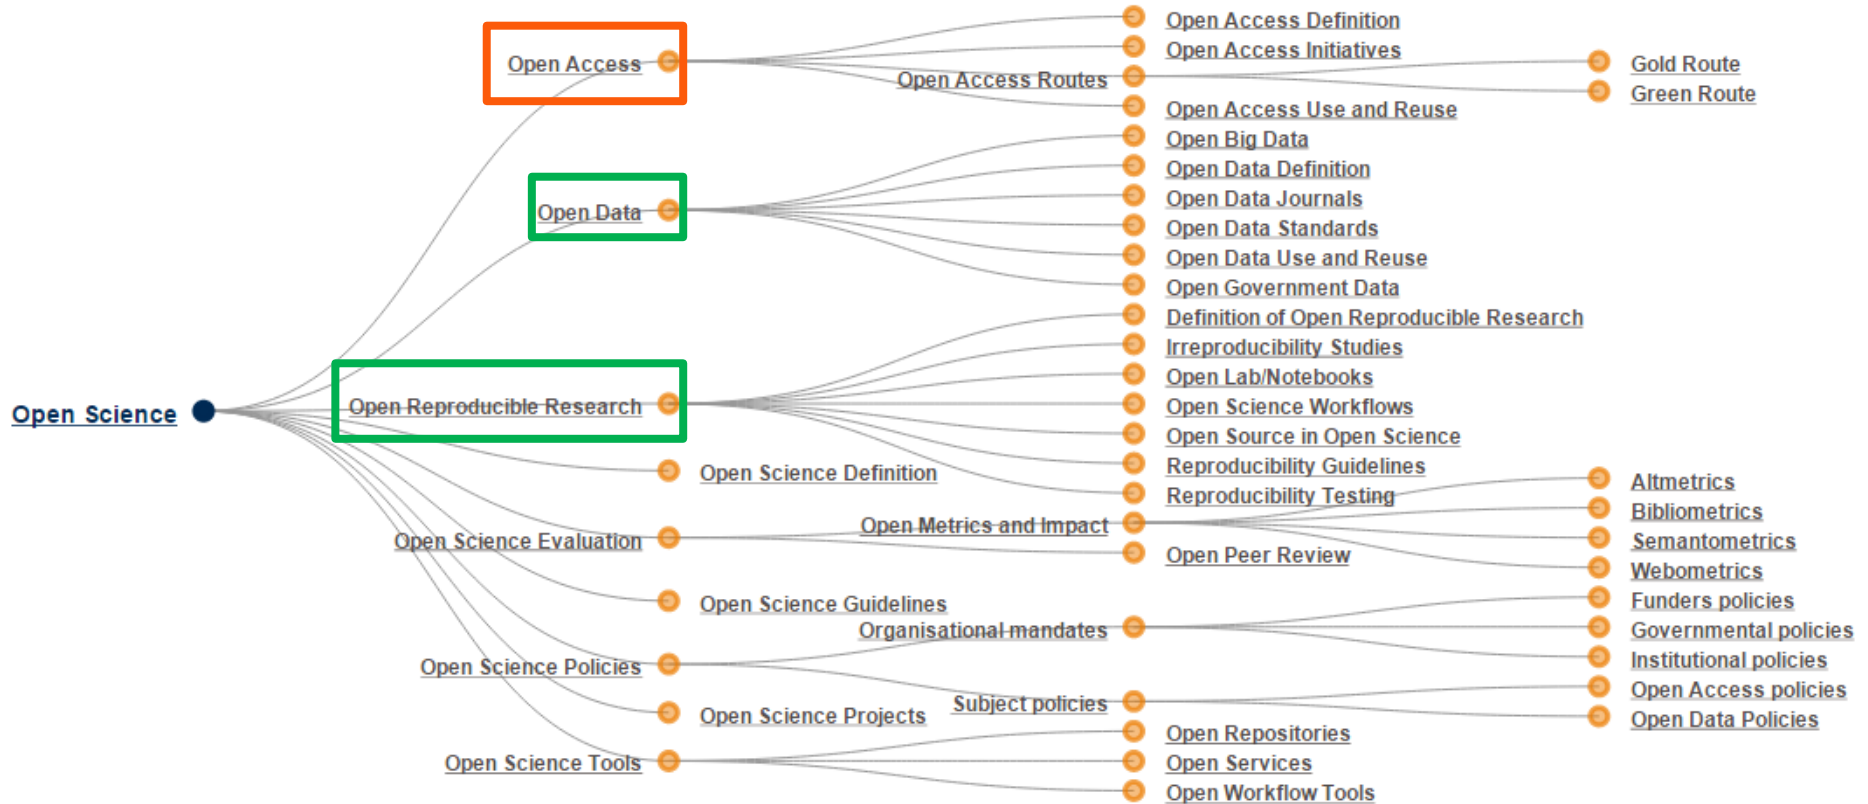 Open Science
Open Access
Open Access Definition
Open Access Initiatives
Open Access Routes
Gold Route
Green Route
Open Access Use and Reuse
Open Data
Open Big Data
Open Data Definition
Open Data Journals
Open Data Standards
Open Data Use and Reuse
Open Government Data
Open Reproducible Research
Definition of Open Reproducible Research
Irreproducibility Studies
Open Lab/Notebooks
Open Science Workflows
Open Source in Open Science
Reproducibility Guidelines
Reproducibility Testing
Open Science Definition
Open Science Evaluation
Open Metrics and Impact
Altmetrics
Bibliometrics
Semantometrics
Webometrics
Open Peer Review
Open Science Guidelines
Open Science Policies
Organisational mandates
Funders policies
Governmental policies
Institutional policies
Subject policies
Open Access policies
Open Data Policies
Open Science Projects
Open Science Tools
Open Repositories
Open Services
Open Workflow Tools